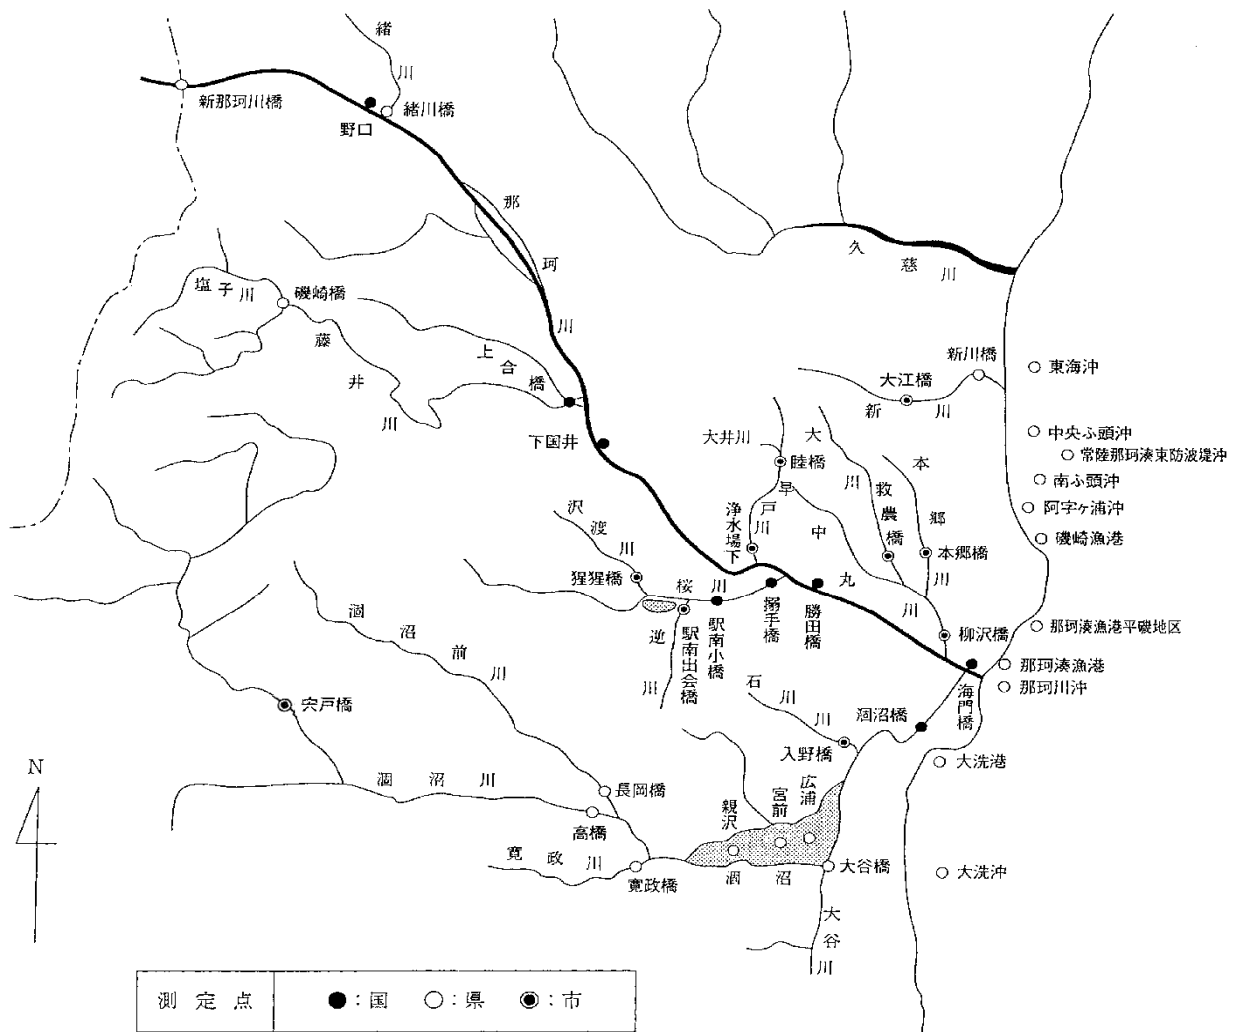 緒川
新那珂川橋
緒川橋
野口
那珂川
久慈川
塩子川
磯崎橋
藤井川
上合橋
下国井
新川橋
大江橋
新川
東海沖
中央ふ頭沖
常陸那珂湊東防波堤沖
南ふ頭沖
阿字ヶ浦沖
磯崎漁港
大井川
睦橋
早戸川
浄水場下
大川
救農橋
本郷川
本郷橋
中丸川
柳沢橋
沢渡川
猩猩橋
桜川
逆川
駅南出会橋
駅南小橋
搦手橋
勝田橋
那珂湊漁港平磯地区
那珂湊漁港
那珂川沖
海門橋
涸沼前川
宍戸橋
石川川
入野橋
涸沼橋
大洗港
涸沼川
長岡橋
高橋
親沢
宮前
広浦
寛政川
寛政橋
涸沼
大谷橋
大谷川
大洗沖
N
測定点
●：国 ○：県 ◉：市